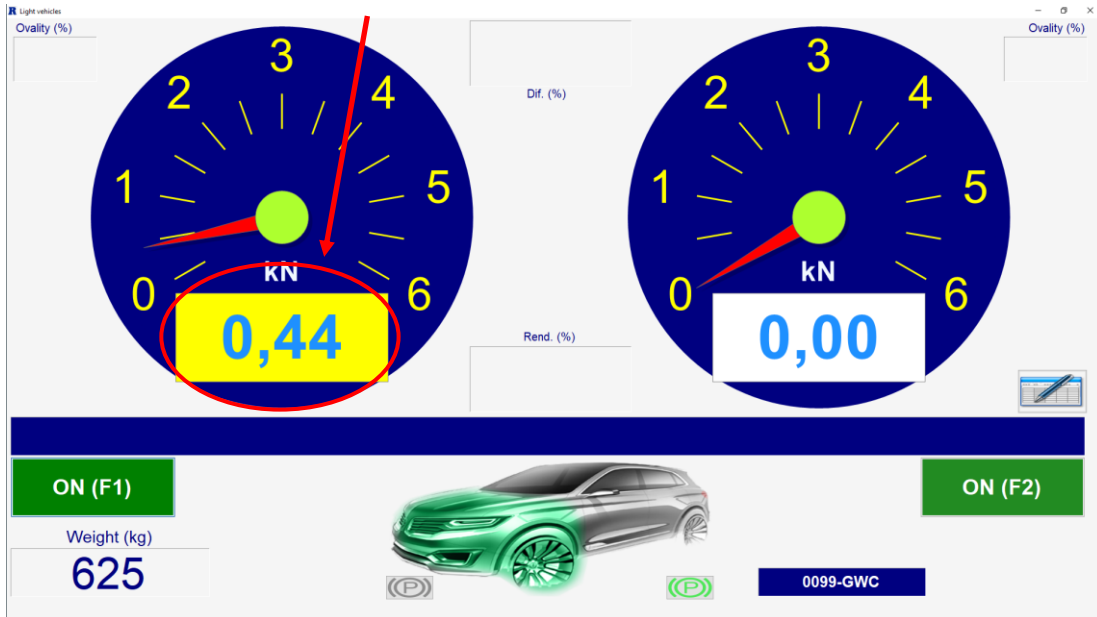 R Light vehicles
Ovality (%)
Ovality (%)
Dif. (%)
0
1
2
3
4
5
6
kN
0,44
0
1
2
3
4
5
6
kN
0,00
Rend. (%)
ON (F1)
ON (F2)
Weight (kg)
625
(P)
(P)
0099-GWC